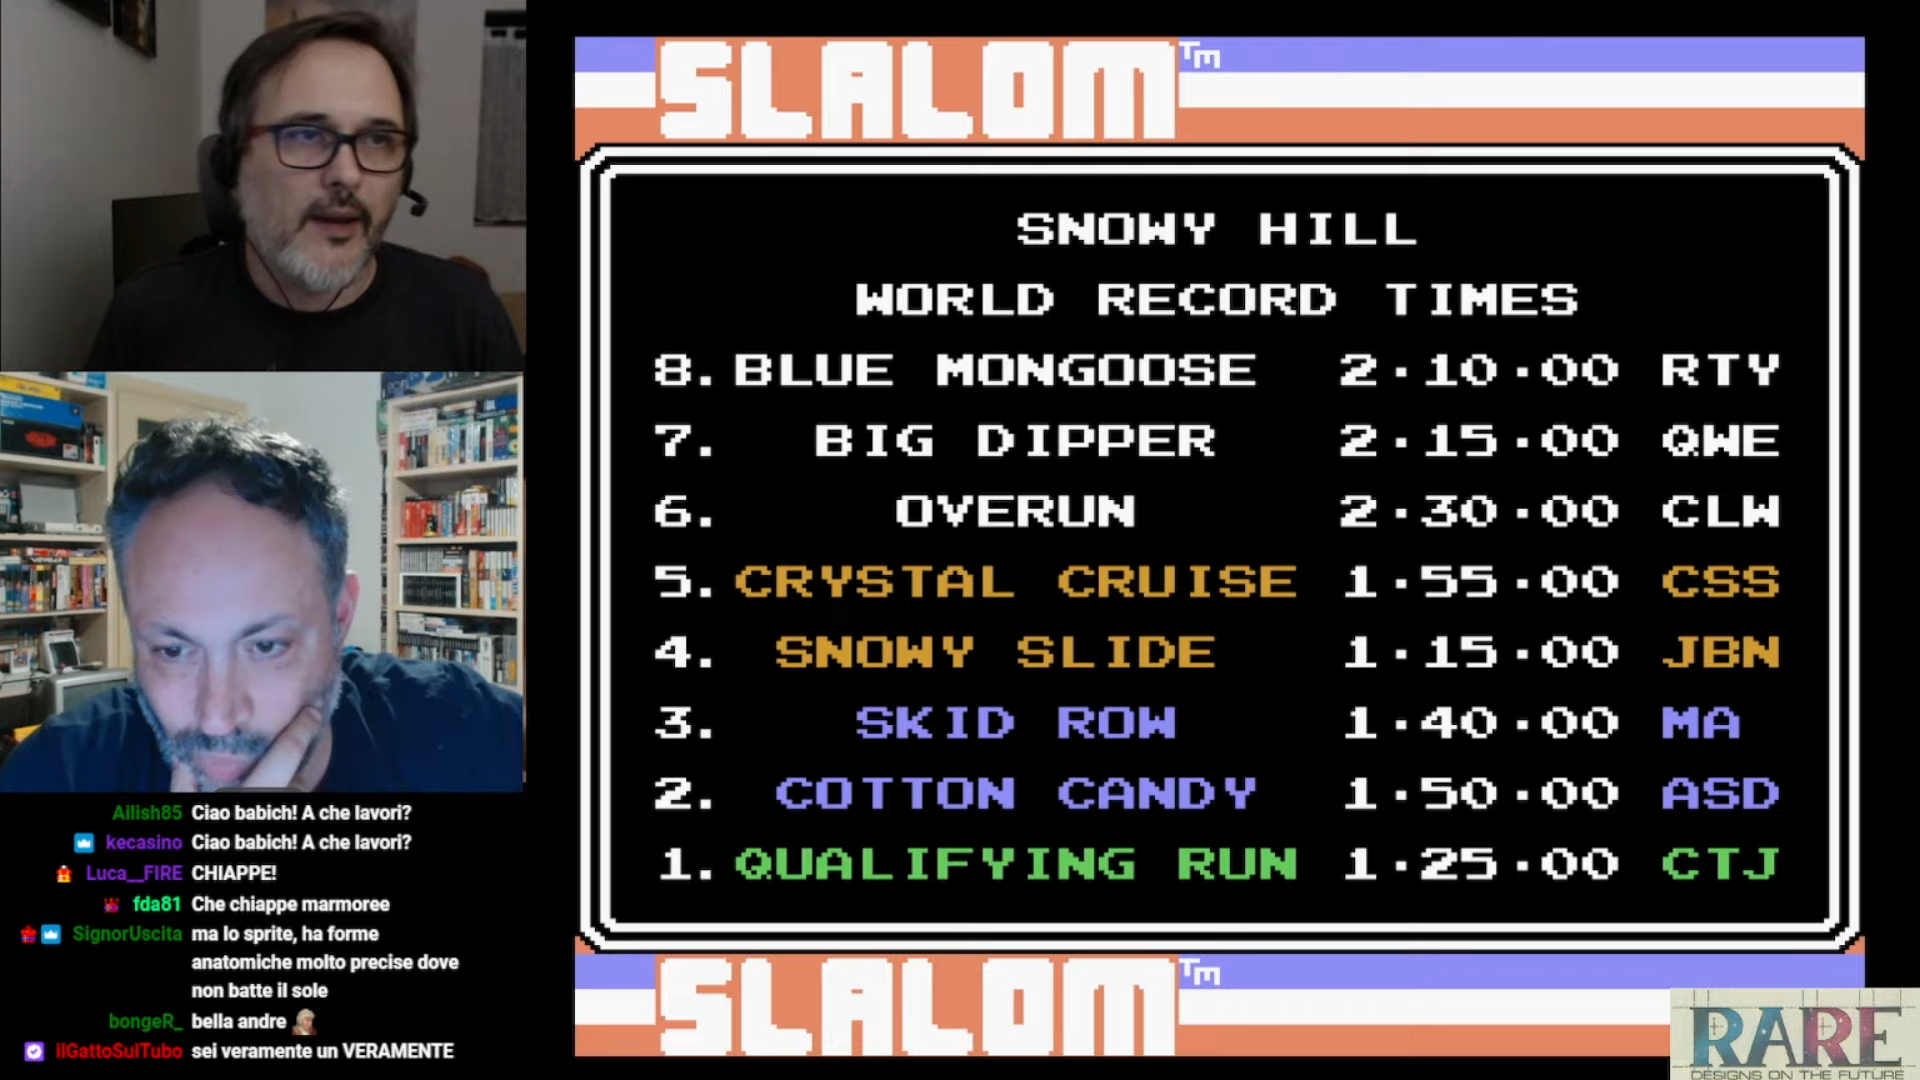 SLALOM™
SNOWY HILL
WORLD RECORD TIMES
8. BLUE MONGOOSE 2·10·00 RTY
7. BIG DIPPER 2·15·00 QWE
6. OVERUN 2·30·00 CLW
5. CRYSTAL CRUISE 1·55·00 CSS
4. SNOWY SLIDE 1·15·00 JBN
3. SKID ROW 1·40·00 MA
2. COTTON CANDY 1·50·00 ASD
1. QUALIFYING RUN 1·25·00 CTJ
SLALOM™
Ailish85 Ciao babich! A che lavori?
kecasino Ciao babich! A che lavori?
Luca__FIRE CHIAPPE!
fda81 Che chiappe marmoree
SignorUscita ma lo sprite, ha forme
anatomiche molto precise dove
non batte il sole
bongeR_ bella andre
ilGattoSulTubo sei veramente un VERAMENTE
RARE
DESIGNS ON THE FUTURE